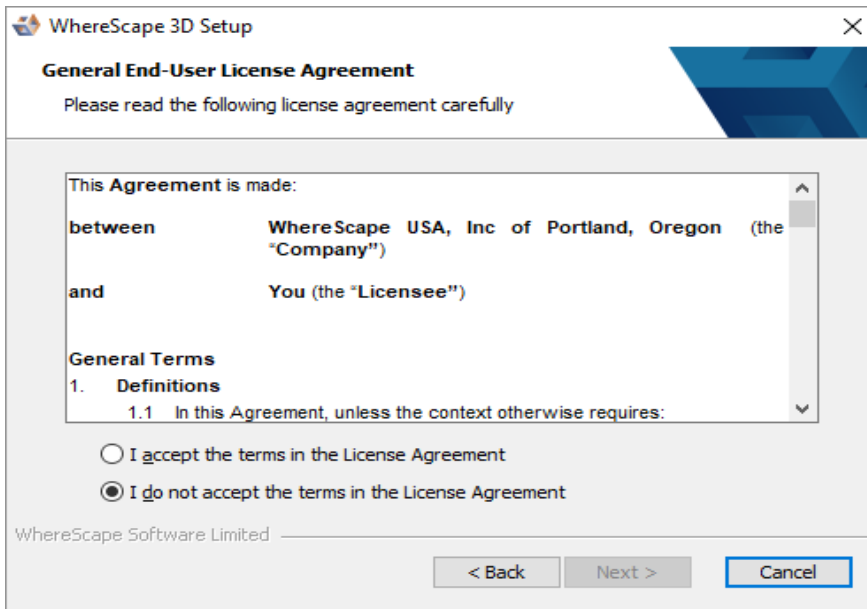 WhereScape 3D Setup
General End-User License Agreement
Please read the following license agreement carefully
This Agreement is made:
between WhereScape USA, Inc of Portland, Oregon (the
“Company”)
and You (the “Licensee”)
General Terms
1. Definitions
1.1 In this Agreement, unless the context otherwise requires:
I accept the terms in the License Agreement
I do not accept the terms in the License Agreement
WhereScape Software Limited
< Back Next > Cancel